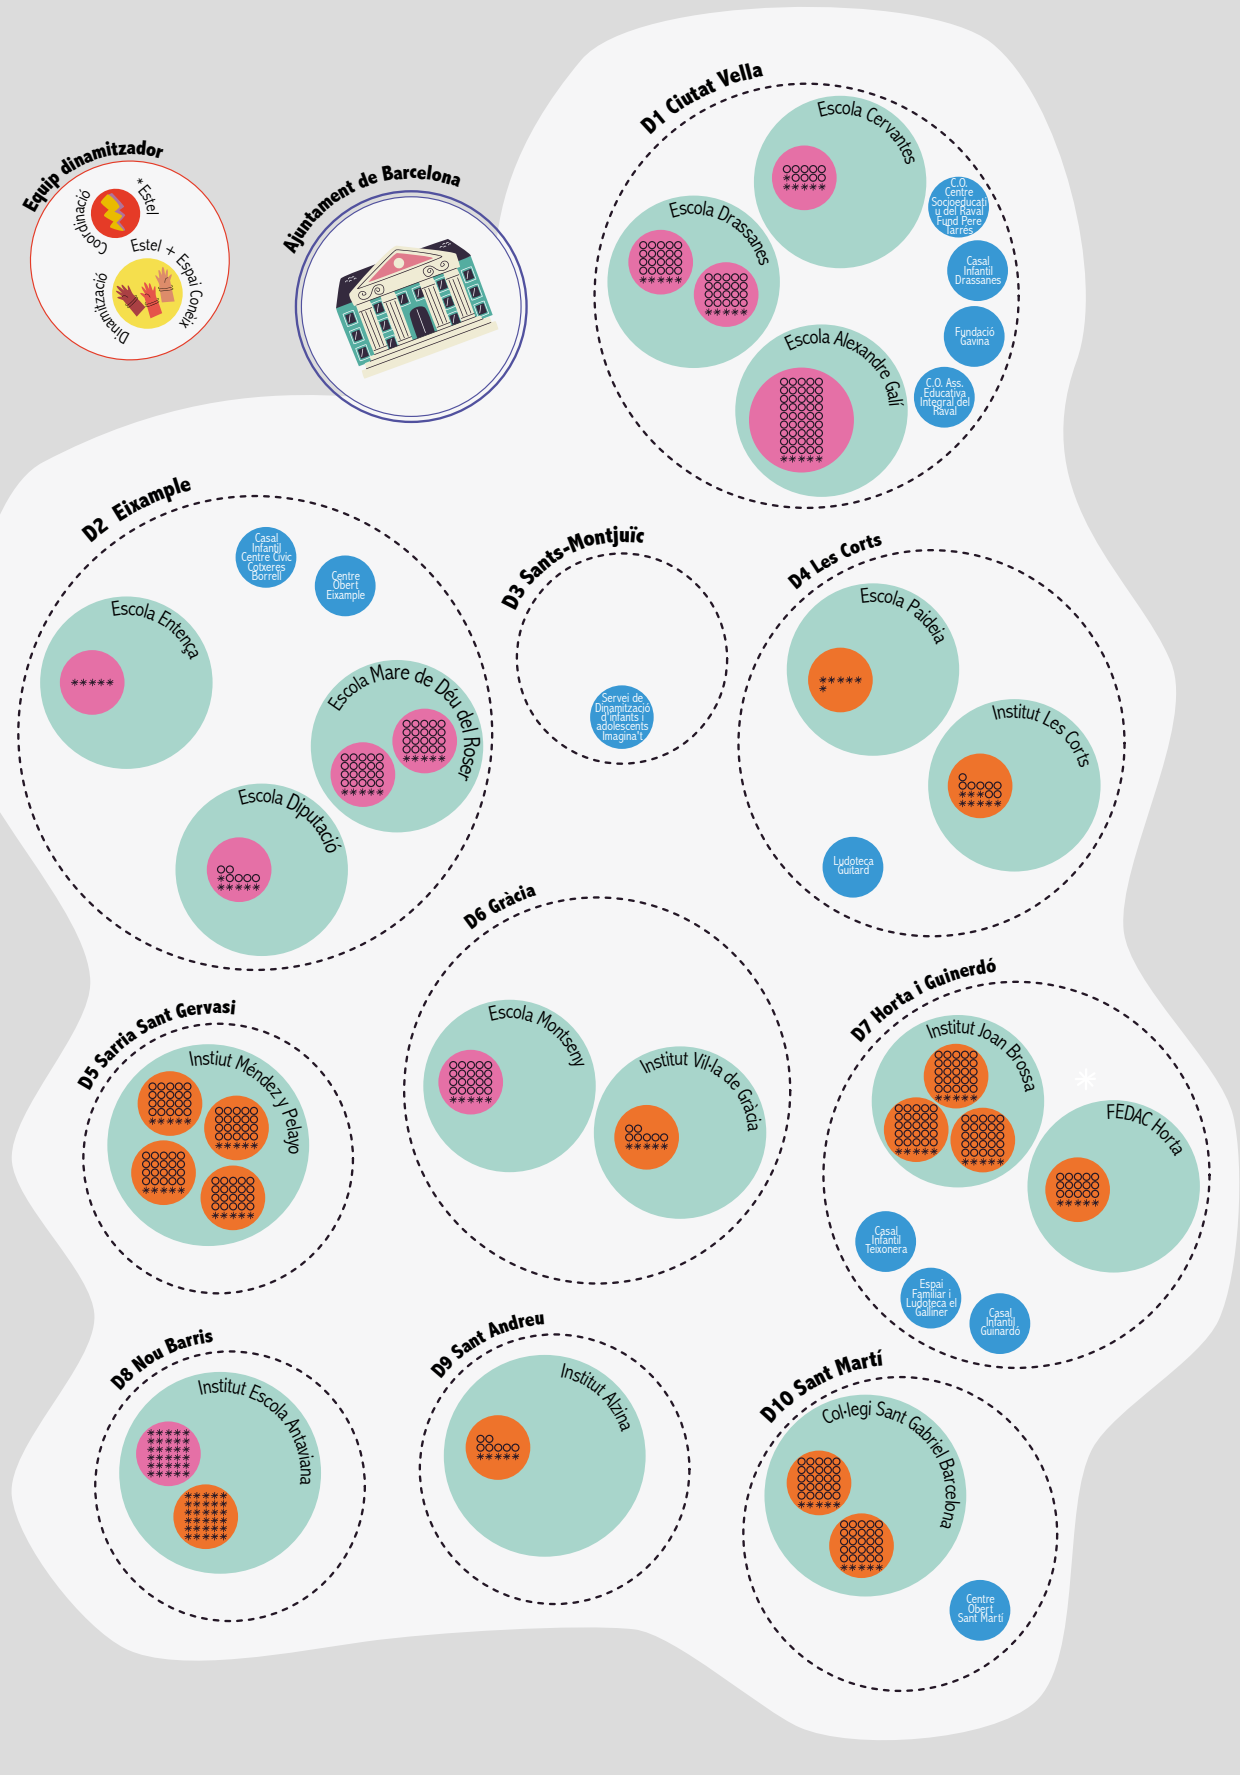 Equip dinamitzador
Coordinació
*Estel
Dinamització
Estel + Espai Coneix
Ajuntament de Barcelona
D1 Ciutat Vella
Escola Cervantes
Escola Drassanes
Escola Alexandre Galí
C.O.
Centre
Socioeducati
u del Raval
Fund Pere
Tarrés
Casal
Infantil
Drassanes
Fundació
Gavina
C.O. Ass.
Educativa
Integral del
Raval
D2 Eixample
Casal
Infantil
Centre Cívic
Cotxeres
Borrell
Centre
Obert
Eixample
Escola Entença
Escola Mare de Déu del Roser
Escola Diputació
D3 Sants-Montjuïc
Servei de
Dinamització
d'infants i
adolescents
Imagina't
D4 Les Corts
Escola Paideia
Institut Les Corts
Ludoteca
Guitard
D5 Sarria Sant Gervasi
Instiut Méndez y Pelayo
D6 Gràcia
Escola Montseny
Institut Vil·la de Gràcia
D7 Horta i Guinerdó
Institut Joan Brossa
FEDAC Horta
Casal
Infantil
Teixonera
Espai
Familiar i
Ludoteca el
Galliner
Casal
Infantil
Guinardó
D8 Nou Barris
Institut Escola Antaviana
D9 Sant Andreu
Institut Alzina
D10 Sant Martí
Col·legi Sant Gabriel Barcelona
Centre
Obert
Sant Martí